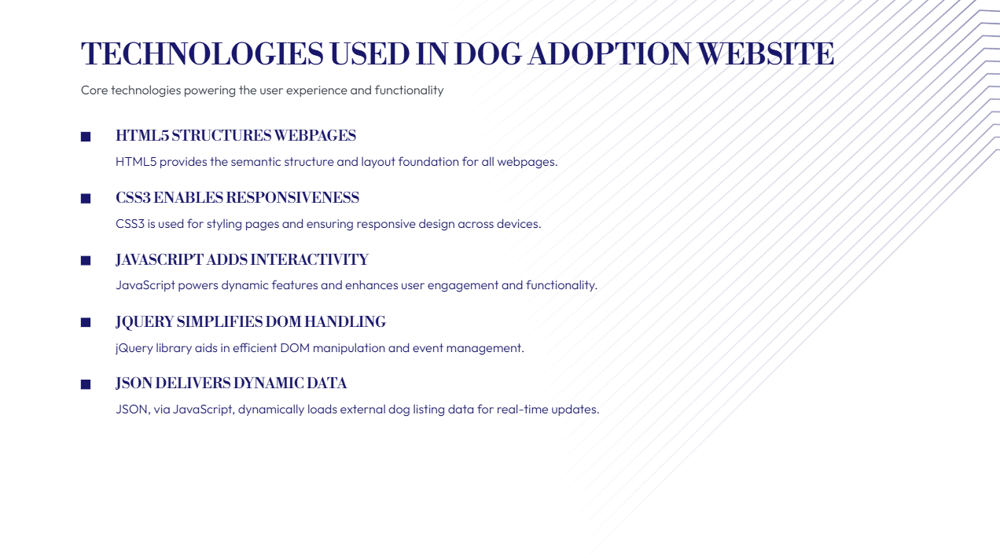 TECHNOLOGIES USED IN DOG ADOPTION WEBSITE
Core technologies powering the user experience and functionality
HTML5 STRUCTURES WEBPAGES
HTML5 provides the semantic structure and layout foundation for all webpages.
CSS3 ENABLES RESPONSIVENESS
CSS3 is used for styling pages and ensuring responsive design across devices.
JAVASCRIPT ADDS INTERACTIVITY
JavaScript powers dynamic features and enhances user engagement and functionality.
JQUERY SIMPLIFIES DOM HANDLING
jQuery library aids in efficient DOM manipulation and event management.
JSON DELIVERS DYNAMIC DATA
JSON, via JavaScript, dynamically loads external dog listing data for real-time updates.